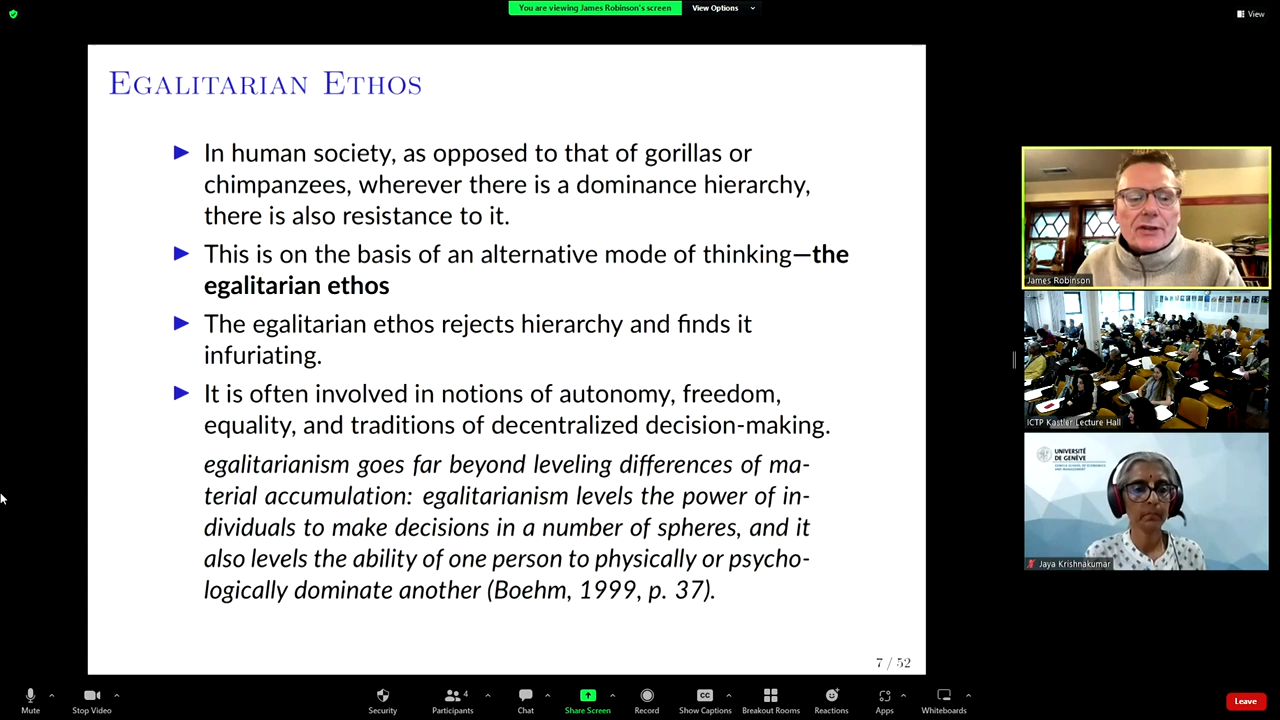 You are viewing James Robinson's screen
View Options
View
EGALITARIAN ETHOS
In human society, as opposed to that of gorillas or
chimpanzees, wherever there is a dominance hierarchy,
there is also resistance to it.
This is on the basis of an alternative mode of thinking—the
egalitarian ethos
The egalitarian ethos rejects hierarchy and finds it
infuriating.
It is often involved in notions of autonomy, freedom,
equality, and traditions of decentralized decision-making.
egalitarianism goes far beyond leveling differences of ma-
terial accumulation: egalitarianism levels the power of in-
dividuals to make decisions in a number of spheres, and it
also levels the ability of one person to physically or psycho-
logically dominate another (Boehm, 1999, p. 37).
7 / 52
James Robinson
ICTP Kastler Lecture Hall
UNIVERSITÉ
DE GENÈVE
Jaya Krishnakumar
Mute
Stop Video
Security
Participants
4
Chat
Share Screen
Record
Show Captions
Breakout Rooms
Reactions
Apps
Whiteboards
Leave